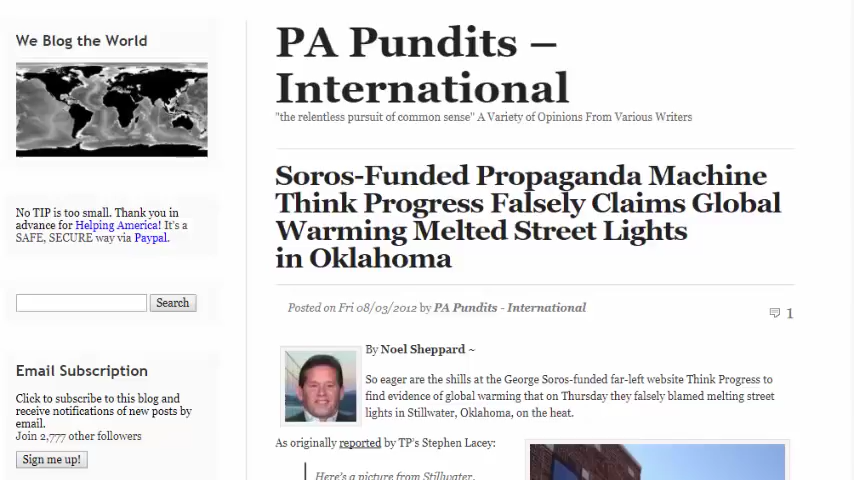 We Blog the World
No TIP is too small. Thank you in
advance for Helping America! It's a
SAFE, SECURE way via Paypal.
Search
Email Subscription
Click to subscribe to this blog and
receive notifications of new posts by
email.
Join 2,777 other followers
Sign me up!
PA Pundits –
International
"the relentless pursuit of common sense" A Variety of Opinions From Various Writers
Soros-Funded Propaganda Machine
Think Progress Falsely Claims Global
Warming Melted Street Lights
in Oklahoma
Posted on Fri 08/03/2012 by PA Pundits - International
1
By Noel Sheppard ~
So eager are the shills at the George Soros-funded far-left website Think Progress to
find evidence of global warming that on Thursday they falsely blamed melting street
lights in Stillwater, Oklahoma, on the heat.
As originally reported by TP's Stephen Lacey:
Here's a picture from Stillwater,